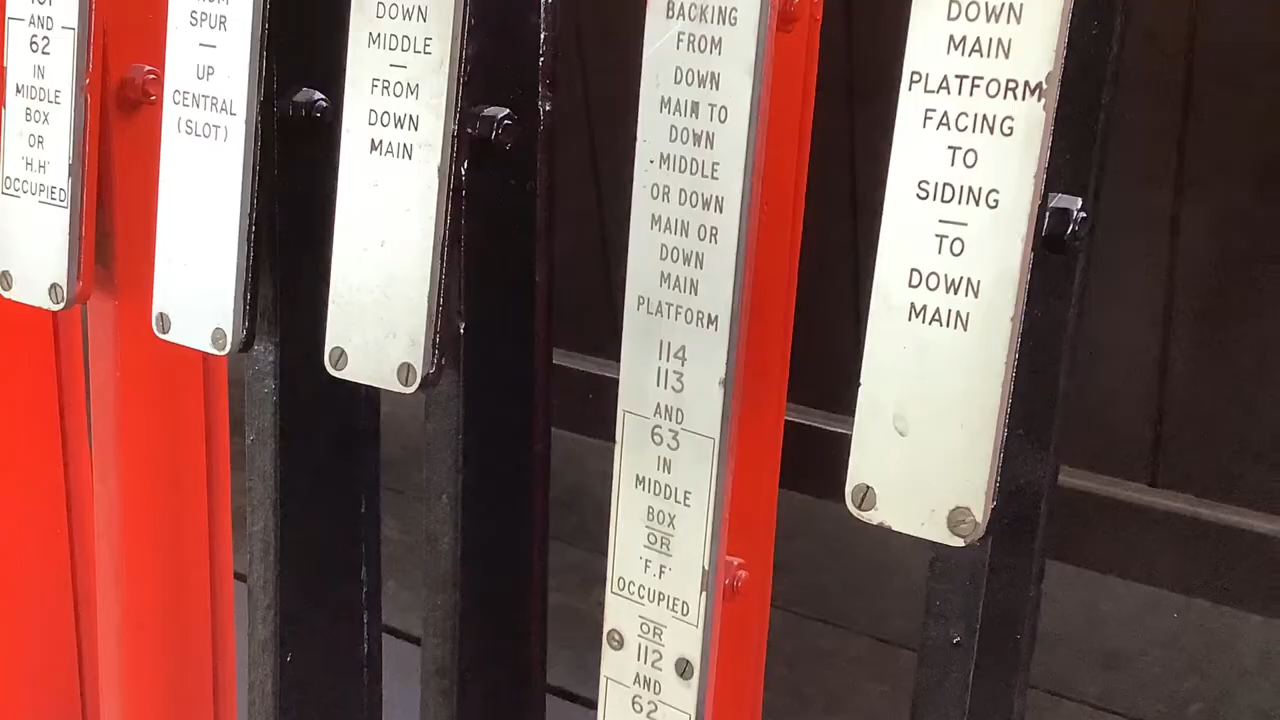 AND
62
IN
MIDDLE
BOX
OR
'H.H'
OCCUPIED
SPUR
—
UP
CENTRAL
(SLOT)
DOWN
MIDDLE
—
FROM
DOWN
MAIN
BACKING
FROM
DOWN
MAIN TO
DOWN
MIDDLE
OR DOWN
MAIN OR
DOWN
MAIN
PLATFORM
114
113
AND
63
IN
MIDDLE
BOX
OR
'F.F'
OCCUPIED
OR
112
AND
62
DOWN
MAIN
PLATFORM
FACING
TO
SIDING
—
TO
DOWN
MAIN